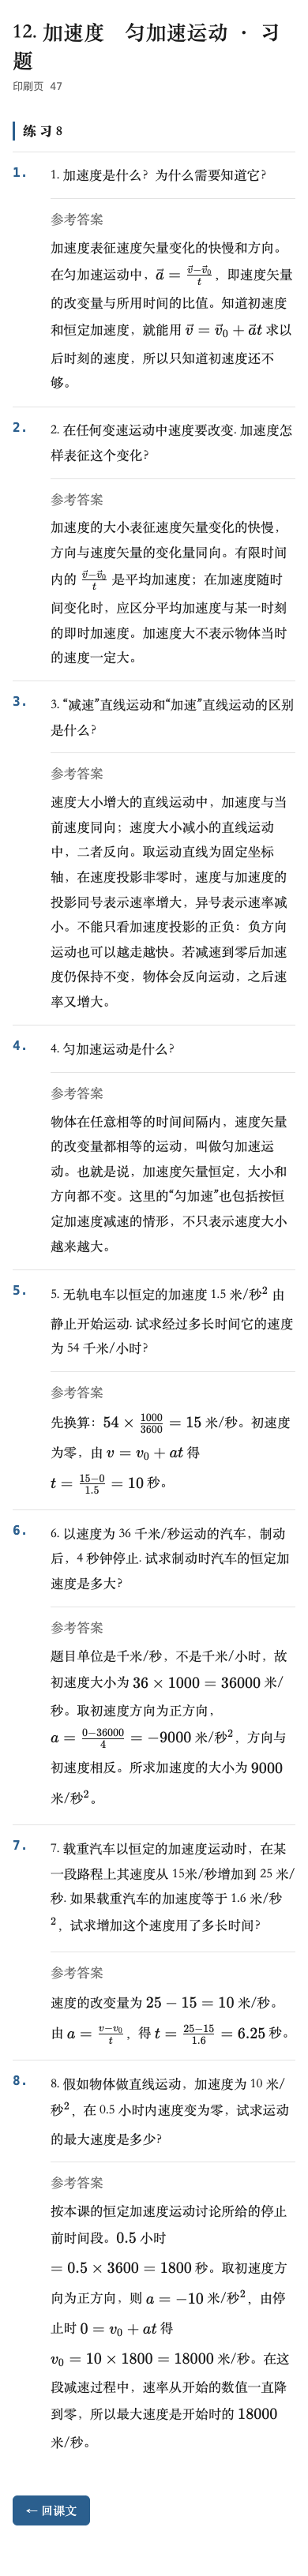 12. 加速度　匀加速运动 · 习
题
印刷页 47
练 习 8
1.
1. 加速度是什么？为什么需要知道它？
参考答案
加速度表征速度矢量变化的快慢和方向。
在匀加速运动中，$\vec{a} = \frac{\vec{v}-\vec{v}_0}{t}$，即速度矢量
的改变量与所用时间的比值。知道初速度
和恒定加速度，就能用 $\vec{v} = \vec{v}_0 + \vec{a}t$ 求以
后时刻的速度，所以只知道初速度还不
够。
2.
2. 在任何变速运动中速度要改变. 加速度怎
样表征这个变化？
参考答案
加速度的大小表征速度矢量变化的快慢，
方向与速度矢量的变化量同向。有限时间
内的 $\frac{\vec{v}-\vec{v}_0}{t}$ 是平均加速度；在加速度随时
间变化时，应区分平均加速度与某一时刻
的即时加速度。加速度大不表示物体当时
的速度一定大。
3.
3. “减速”直线运动和“加速”直线运动的区别
是什么？
参考答案
速度大小增大的直线运动中，加速度与当
前速度同向；速度大小减小的直线运动
中，二者反向。取运动直线为固定坐标
轴，在速度投影非零时，速度与加速度的
投影同号表示速率增大，异号表示速率减
小。不能只看加速度投影的正负：负方向
运动也可以越走越快。若减速到零后加速
度仍保持不变，物体会反向运动，之后速
率又增大。
4.
4. 匀加速运动是什么？
参考答案
物体在任意相等的时间间隔内，速度矢量
的改变量都相等的运动，叫做匀加速运
动。也就是说，加速度矢量恒定，大小和
方向都不变。这里的“匀加速”也包括按恒
定加速度减速的情形，不只表示速度大小
越来越大。
5.
5. 无轨电车以恒定的加速度 1.5 米/秒² 由
静止开始运动. 试求经过多长时间它的速度
为 54 千米/小时？
参考答案
先换算：$54 \times \frac{1000}{3600} = 15$ 米/秒。初速度
为零，由 $v = v_0 + at$ 得
$t = \frac{15-0}{1.5} = 10$ 秒。
6.
6. 以速度为 36 千米/秒运动的汽车，制动
后，4 秒钟停止. 试求制动时汽车的恒定加
速度是多大？
参考答案
题目单位是千米/秒，不是千米/小时，故
初速度大小为 $36 \times 1000 = 36000$ 米/
秒。取初速度方向为正方向，
$a = \frac{0-36000}{4} = -9000$ 米/秒²，方向与
初速度相反。所求加速度的大小为 9000
米/秒²。
7.
7. 载重汽车以恒定的加速度运动时，在某
一段路程上其速度从 15米/秒增加到 25 米/
秒. 如果载重汽车的加速度等于 1.6 米/秒
²，试求增加这个速度用了多长时间？
参考答案
速度的改变量为 $25 - 15 = 10$ 米/秒。
由 $a = \frac{v-v_0}{t}$，得 $t = \frac{25-15}{1.6} = 6.25$ 秒。
8.
8. 假如物体做直线运动，加速度为 10 米/
秒²，在 0.5 小时内速度变为零，试求运动
的最大速度是多少？
参考答案
按本课的恒定加速度运动讨论所给的停止
前时间段。0.5 小时
$= 0.5 \times 3600 = 1800$ 秒。取初速度方
向为正方向，则 $a = -10$ 米/秒²，由停
止时 $0 = v_0 + at$ 得
$v_0 = 10 \times 1800 = 18000$ 米/秒。在这
段减速过程中，速率从开始的数值一直降
到零，所以最大速度是开始时的 18000
米/秒。
← 回课文